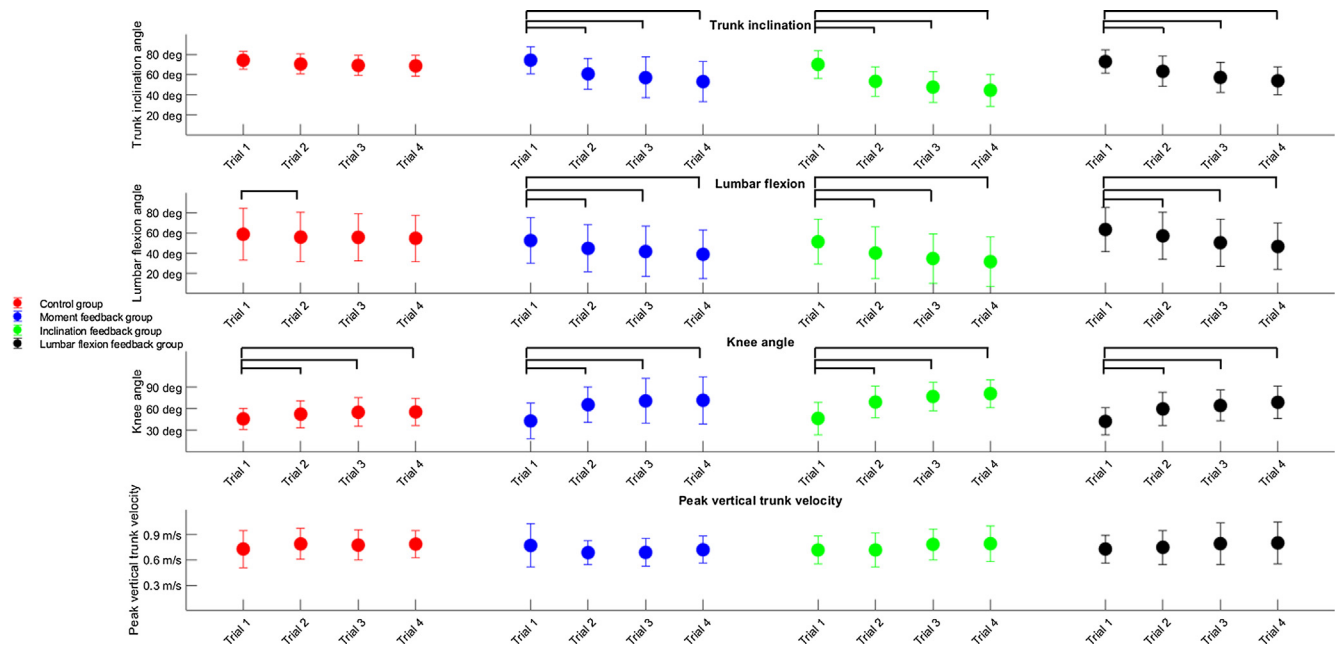 Trunk inclination
Trunk inclination angle
80 deg
60 deg
40 deg
20 deg
Trial 1 Trial 2 Trial 3 Trial 4 Trial 1 Trial 2 Trial 3 Trial 4 Trial 1 Trial 2 Trial 3 Trial 4 Trial 1 Trial 2 Trial 3 Trial 4
Lumbar flexion
Lumbar flexion angle
80 deg
60 deg
40 deg
20 deg
Trial 1 Trial 2 Trial 3 Trial 4 Trial 1 Trial 2 Trial 3 Trial 4 Trial 1 Trial 2 Trial 3 Trial 4 Trial 1 Trial 2 Trial 3 Trial 4
Control group
Moment feedback group
Inclination feedback group
Lumbar flexion feedback group
Knee angle
Knee angle
90 deg
60 deg
30 deg
Trial 1 Trial 2 Trial 3 Trial 4 Trial 1 Trial 2 Trial 3 Trial 4 Trial 1 Trial 2 Trial 3 Trial 4 Trial 1 Trial 2 Trial 3 Trial 4
Peak vertical trunk velocity
Peak vertical trunk velocity
0.9 m/s
0.6 m/s
0.3 m/s
Trial 1 Trial 2 Trial 3 Trial 4 Trial 1 Trial 2 Trial 3 Trial 4 Trial 1 Trial 2 Trial 3 Trial 4 Trial 1 Trial 2 Trial 3 Trial 4